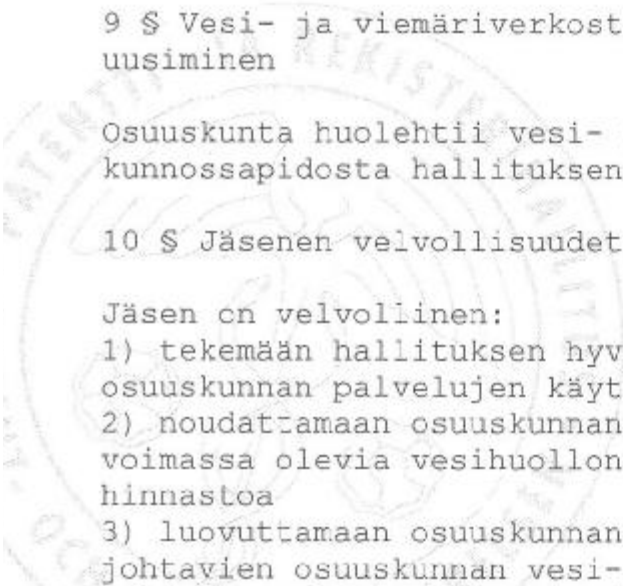 9 § Vesi- ja viemäriverkost
uusiminen
Osuuskunta huolehtii vesi-
kunnossapidosta hallituksen
10 § Jäsenen velvollisuudet
Jäsen on velvollinen:
1) tekemään hallituksen hyv
osuuskunnan palvelujen käyt
2) noudattamaan osuuskunnan
voimassa olevia vesihuollon
hinnastoa
3) luovuttamaan osuuskunnan
johtavien osuuskunnan vesi-